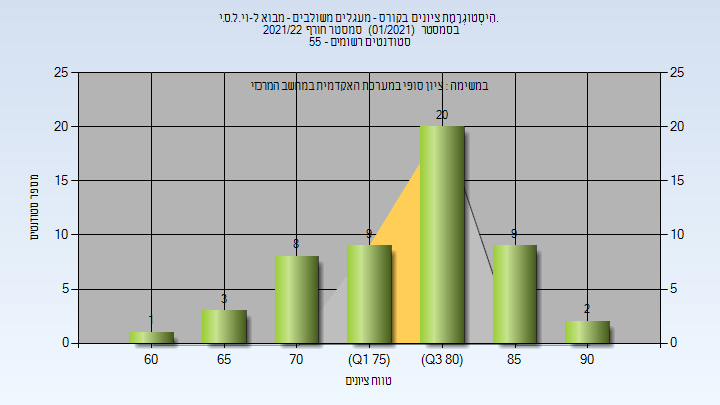 היסְטוגְרָמַת ציונים בקורס - מעגלים משולבים - מבוא ל-וי.ל.ס.י.
בסמסטר (01/2021) סמסטר חורף 2021/22
סטודנטים רשומים - 55
במשימה : ציון סופי במערכת האקדמית במחשב המרכזי
25 25
20 20 20
15 15
10 9 9 10
8
5 3 5
1 2
0 0
60 65 70 (Q1 75) (Q3 80) 85 90
מספר סטודנטים
טווח ציונים